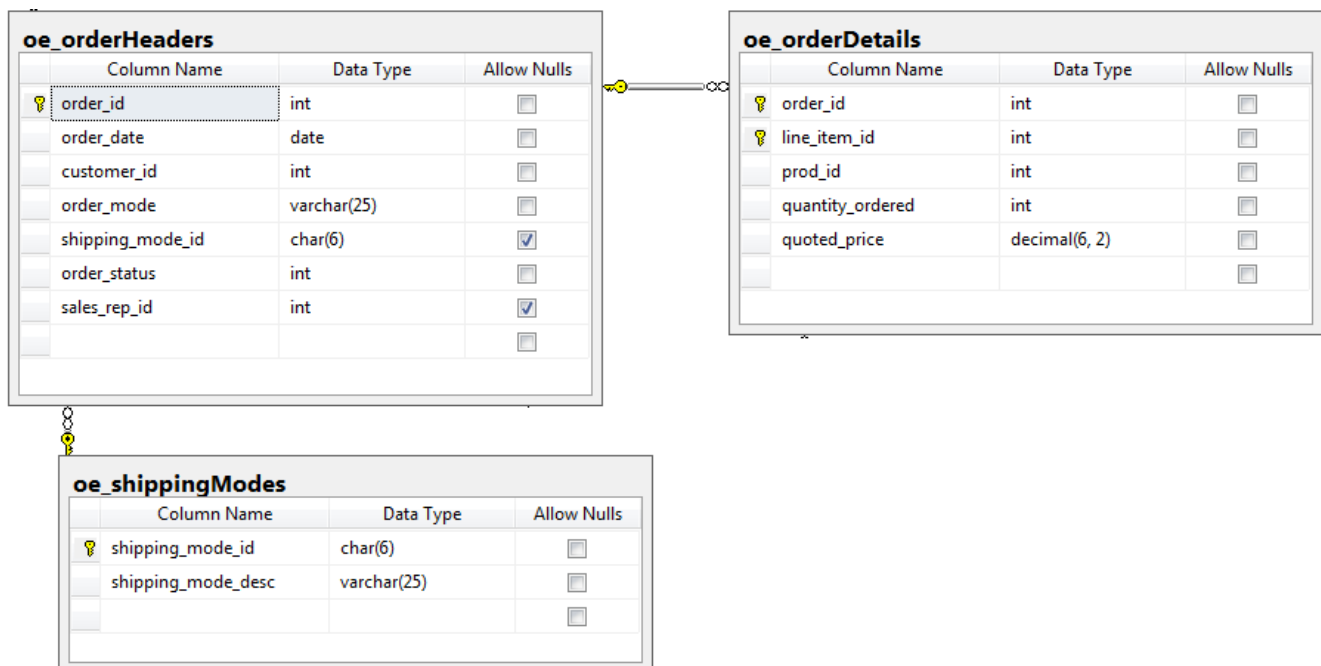 oe_orderHeaders
Column Name Data Type Allow Nulls
order_id int
order_date date
customer_id int
order_mode varchar(25)
shipping_mode_id char(6)
order_status int
sales_rep_id int
oe_orderDetails
Column Name Data Type Allow Nulls
order_id int
line_item_id int
prod_id int
quantity_ordered int
quoted_price decimal(6, 2)
oe_shippingModes
Column Name Data Type Allow Nulls
shipping_mode_id char(6)
shipping_mode_desc varchar(25)